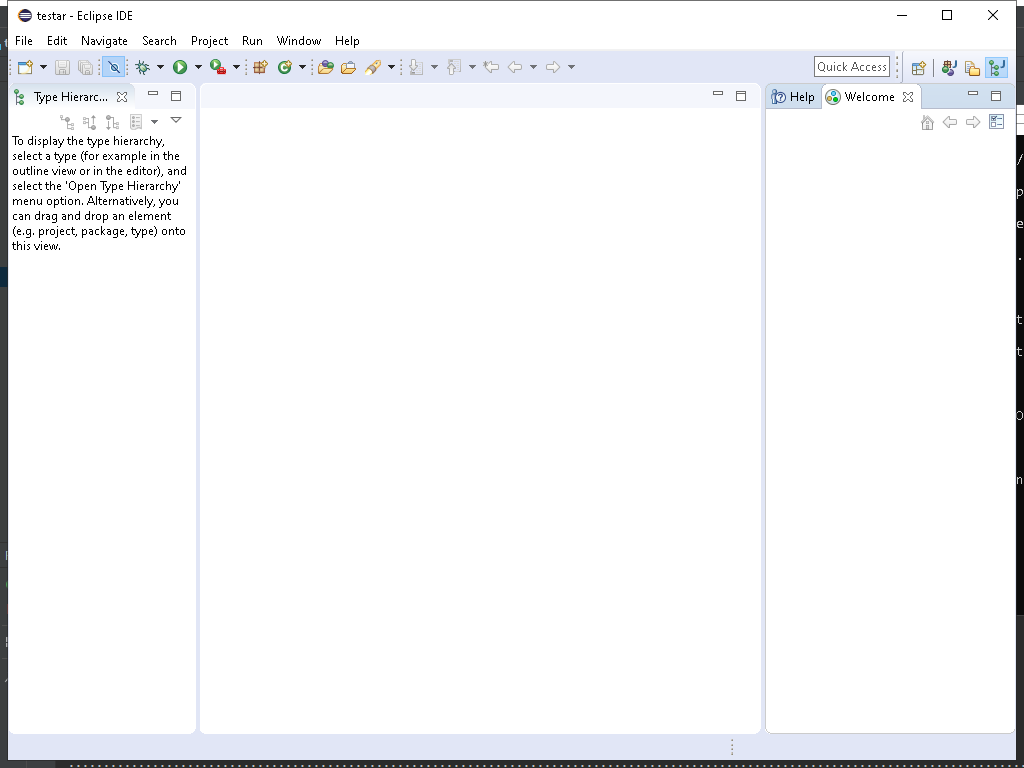 testar - Eclipse IDE
File Edit Navigate Search Project Run Window Help
Quick Access
Type Hierarc...
Help
Welcome
To display the type hierarchy,
select a type (for example in the
outline view or in the editor), and
select the 'Open Type Hierarchy'
menu option. Alternatively, you
can drag and drop an element
(e.g. project, package, type) onto
this view.